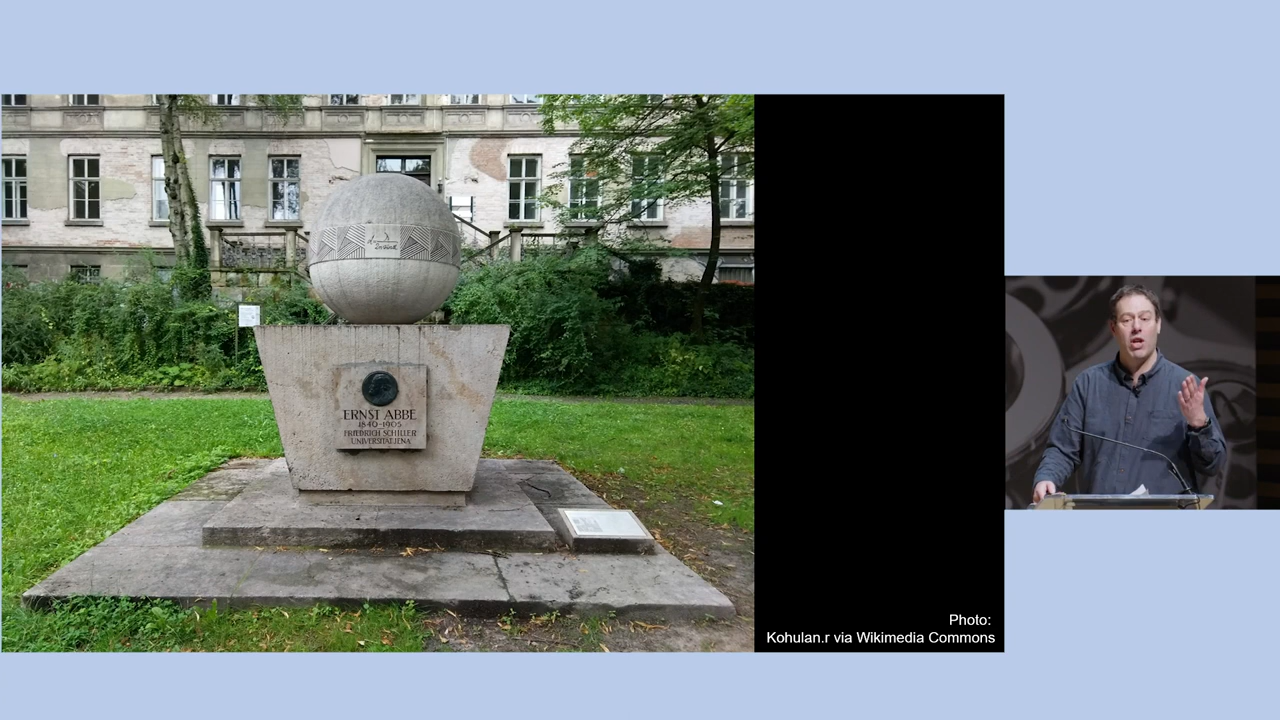 ERNST ABBE
1840-1905
FRIEDRICH SCHILLER
UNIVERSITÄT JENA
Photo:
Kohulan.r via Wikimedia Commons